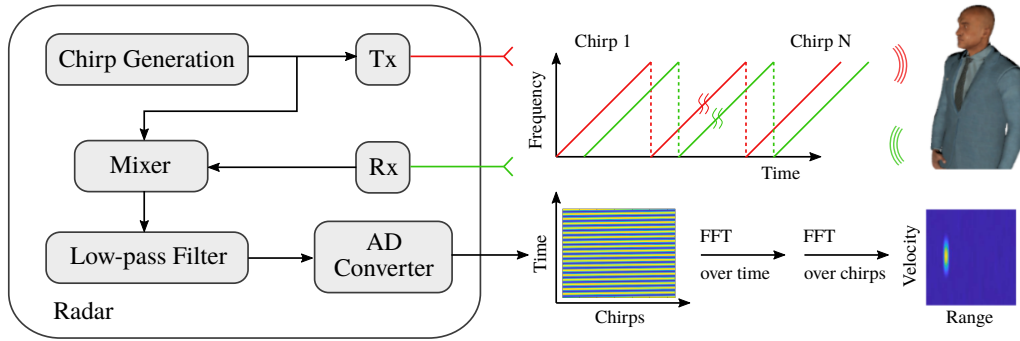 Chirp Generation
Tx
Mixer
Rx
Low-pass Filter
AD
Converter
Radar
Chirp 1
Chirp N
Frequency
Time
Time
Chirps
FFT
over time
FFT
over chirps
Velocity
Range